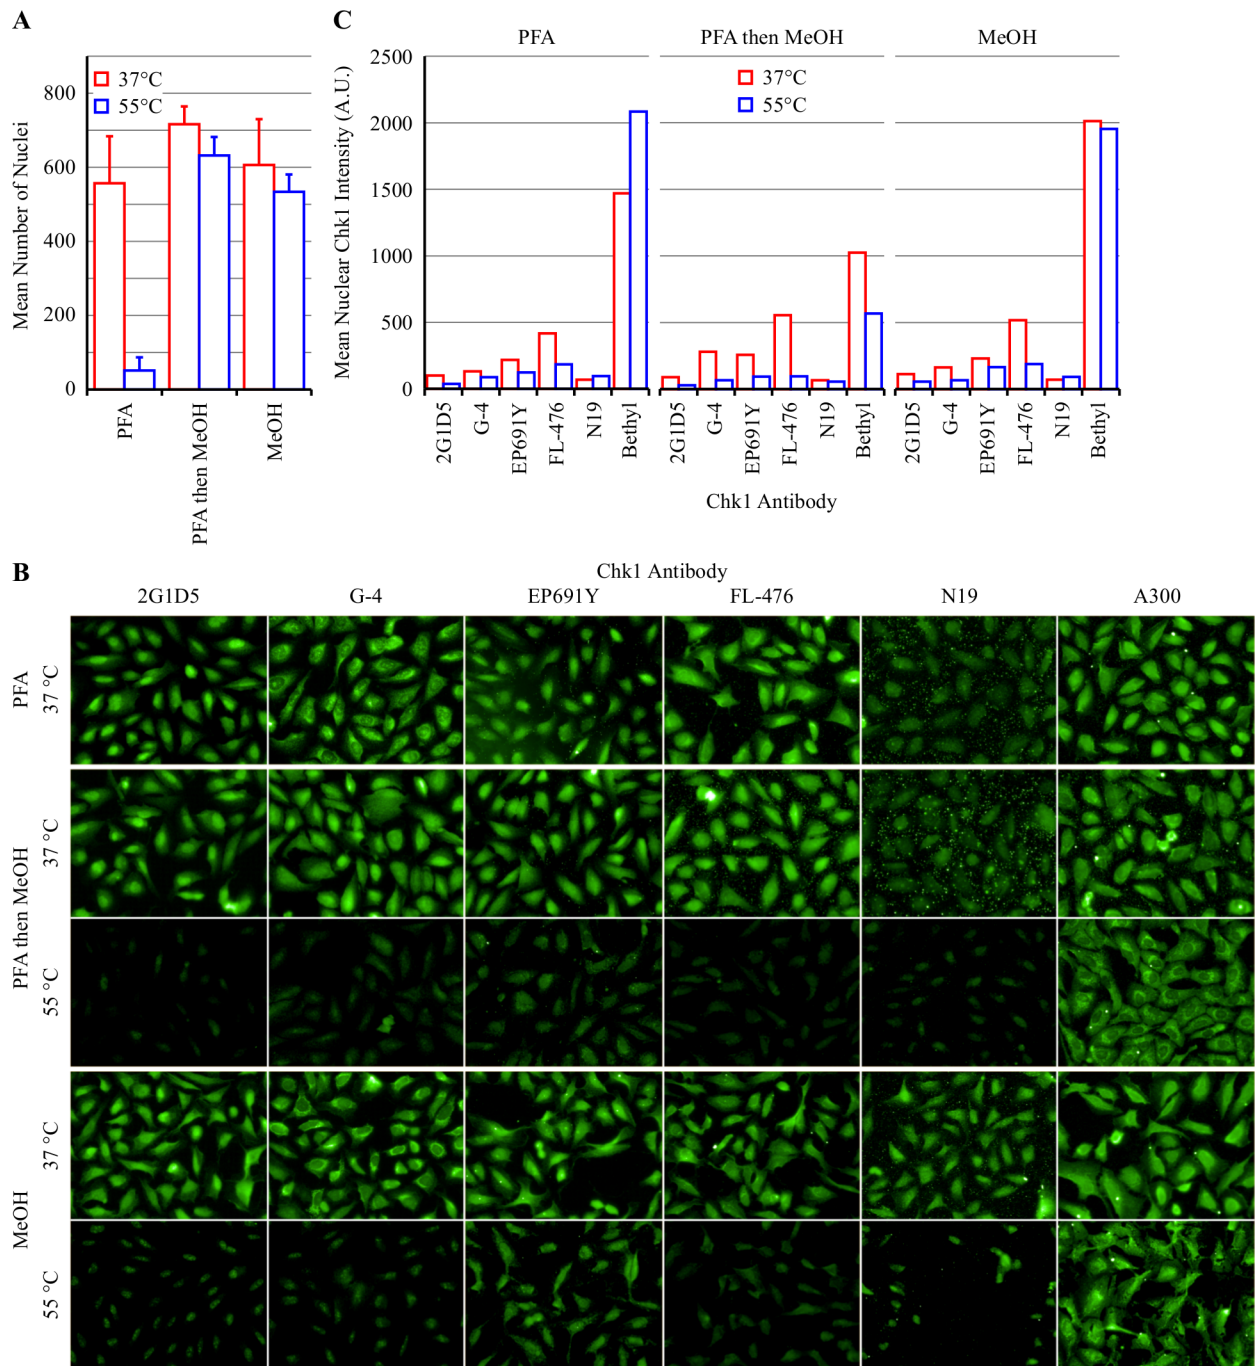 A
C
PFA
PFA then MeOH
MeOH
Mean Number of Nuclei
800
600
400
200
0
37°C
55°C
PFA
PFA then MeOH
MeOH
Mean Nuclear Chk1 Intensity (A.U.)
2500
2000
1500
1000
500
0
37°C
55°C
2G1D5
G-4
EP691Y
FL-476
N19
Bethyl
2G1D5
G-4
EP691Y
FL-476
N19
Bethyl
2G1D5
G-4
EP691Y
FL-476
N19
Bethyl
Chk1 Antibody
B
Chk1 Antibody
2G1D5
G-4
EP691Y
FL-476
N19
A300
PFA
37 °C
PFA then MeOH
37 °C
55 °C
MeOH
37 °C
55 °C